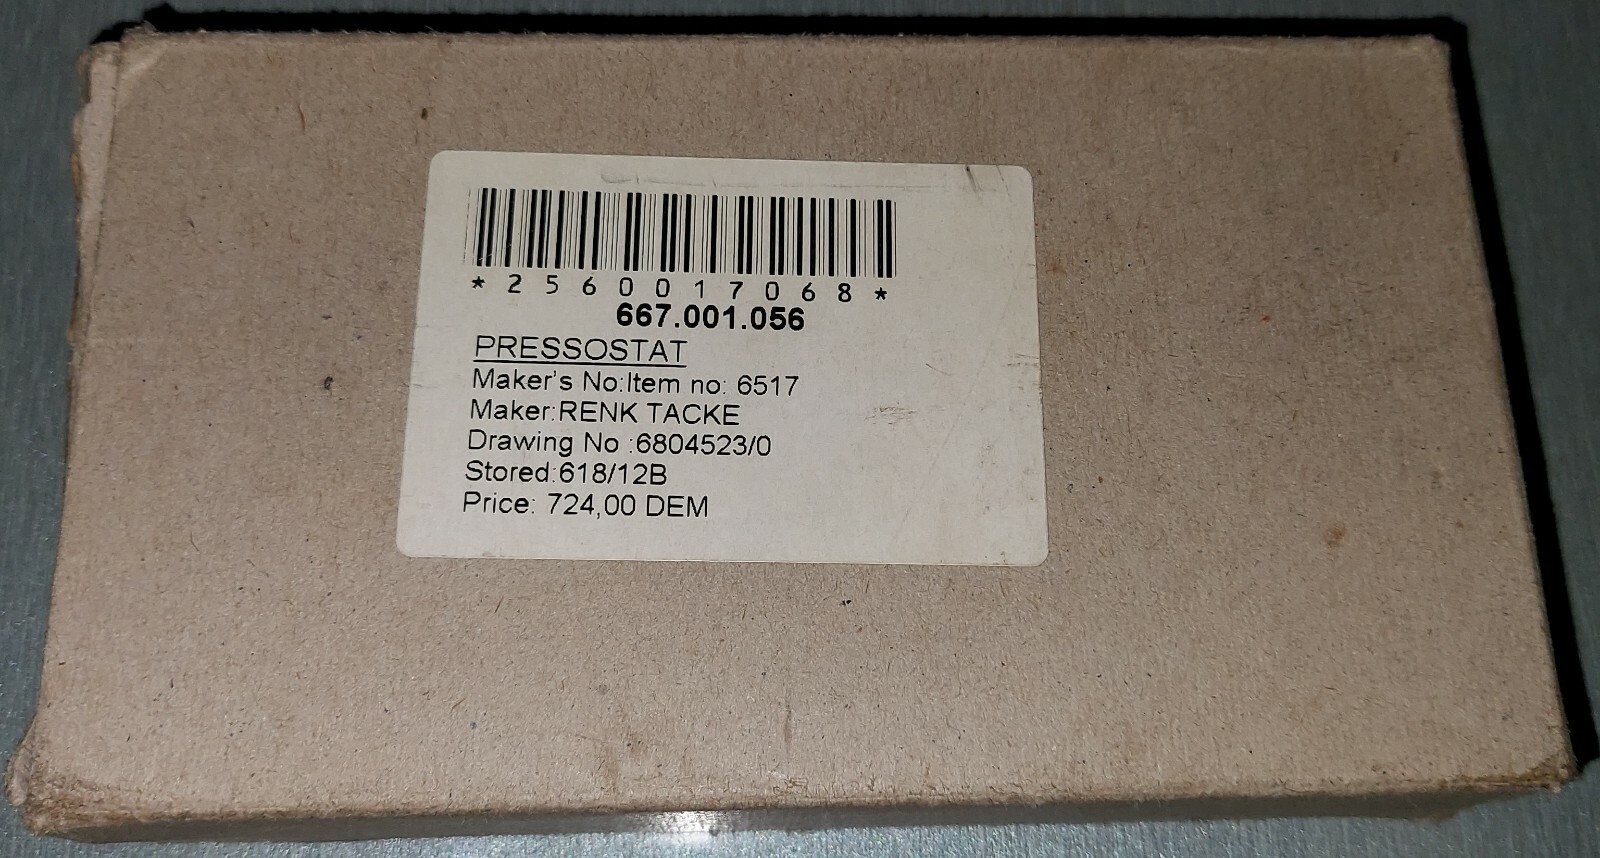 *2560017068*
667.001.056
PRESSOSTAT
Maker's No:Item no: 6517
Maker:RENK TACKE
Drawing No :6804523/0
Stored:618/12B
Price: 724,00 DEM